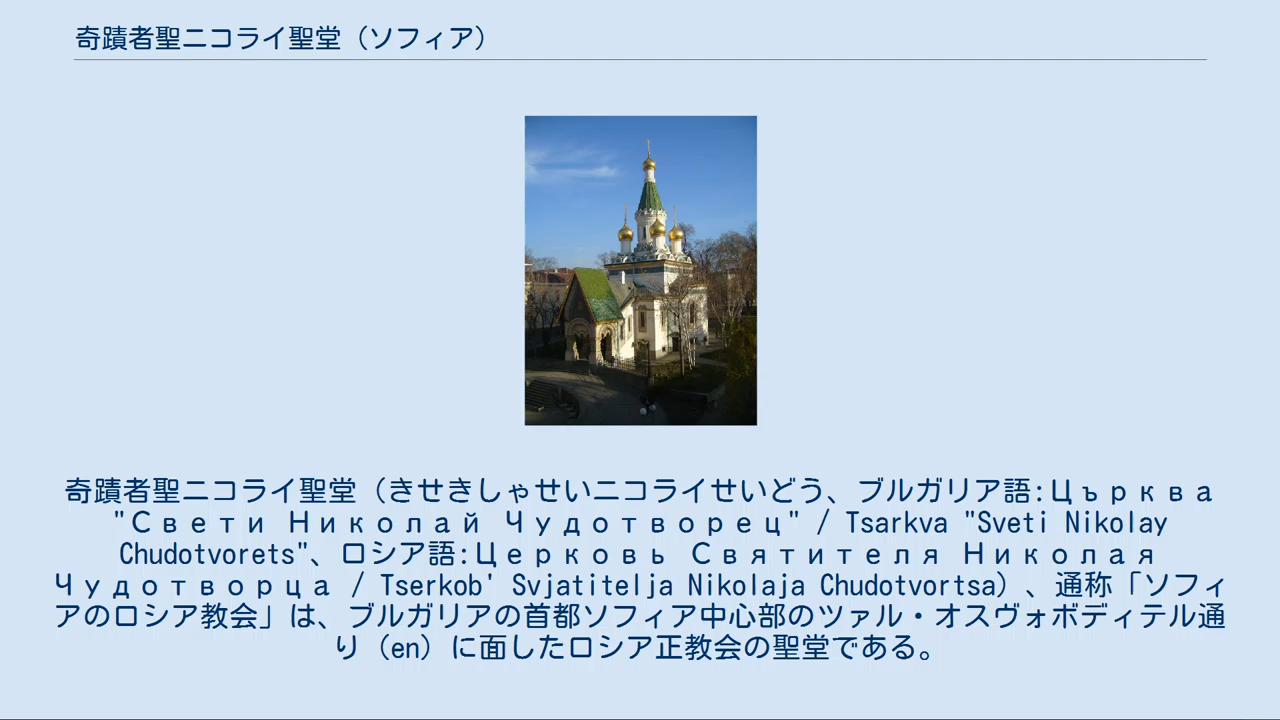 奇蹟者聖ニコライ聖堂（ソフィア）
奇蹟者聖ニコライ聖堂（きせきしゃせいニコライせいどう、ブルガリア語:Църква
"Свети Николай Чудотворец" / Tsarkva "Sveti Nikolay
Chudotvorets"、ロシア語:Церковь Святителя Николая
Чудотворца / Tserkob' Svjatitelja Nikolaja Chudotvortsa）、通称「ソフィ
アのロシア教会」は、ブルガリアの首都ソフィア中心部のツァル・オスヴォボディテル通
り（en）に面したロシア正教会の聖堂である。